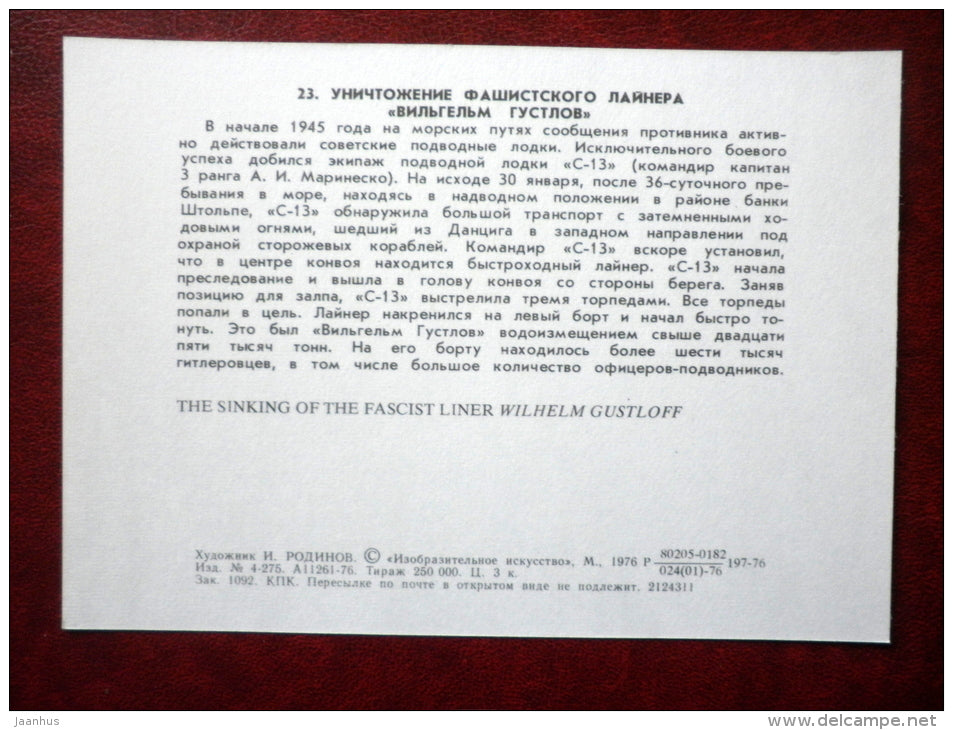 23. УНИЧТОЖЕНИЕ ФАШИСТСКОГО ЛАЙНЕРА
«ВИЛЬГЕЛЬМ ГУСТЛОВ»
В начале 1945 года на морских путях сообщения противника актив-
но действовали советские подводные лодки. Исключительного боевого
успеха добился экипаж подводной лодки «С-13» (командир капитан
3 ранга А. И. Маринеско). На исходе 30 января, после 36-суточного пре-
бывания в море, находясь в надводном положении в районе банки
Штольпе, «С-13» обнаружила большой транспорт с затемненными хо-
довыми огнями, шедший из Данцига в западном направлении под
охраной сторожевых кораблей. Командир «С-13» вскоре установил,
что в центре конвоя находится быстроходный лайнер. «С-13» начала
преследование и вышла в голову конвоя со стороны берега. Заняв
позицию для залпа, «С-13» выстрелила тремя торпедами. Все торпеды
попали в цель. Лайнер накренился на левый борт и начал быстро то-
нуть. Это был «Вильгельм Густлов» водоизмещением свыше двадцати
пяти тысяч тонн. На его борту находилось более шести тысяч
гитлеровцев, в том числе большое количество офицеров-подводников.
THE SINKING OF THE FASCIST LINER WILHELM GUSTLOFF
Художник И. РОДИНОВ. © «Изобразительное искусство», М., 1976 Р 80205-0182 / 024(01)-76 197-76
Изд. № 4-275. А11261-76. Тираж 250 000. Ц. 3 к.
Зак. 1092. КПК. Пересылке по почте в открытом виде не подлежит. 2124311
Jaanhus
www.delcampe.net